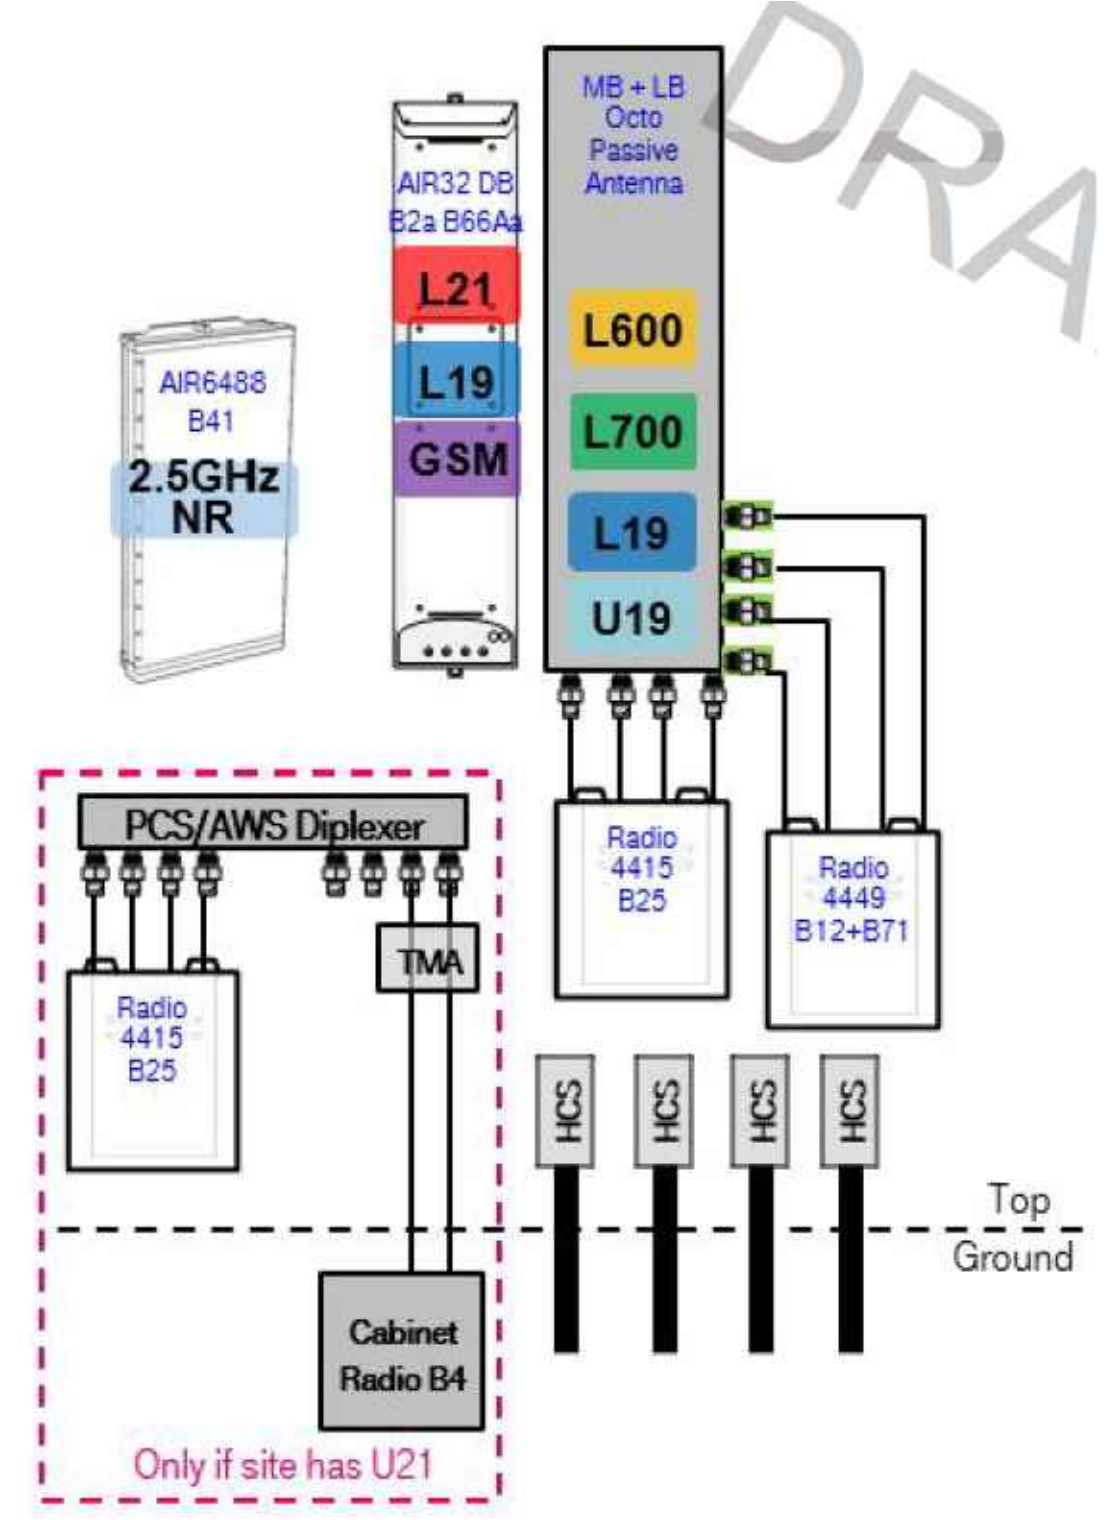 DRA
MB + LB
Octo
Passive
Antenna
AIR32 DB
B2a B66Aa
L21
L19
GSM
L600
L700
L19
U19
AIR6488
B41
2.5GHz
NR
PCS/AWS Diplexer
TMA
Radio
4415
B25
Radio
4415
B25
Radio
4449
B12+B71
HCS
HCS
HCS
HCS
Top
Ground
Cabinet
Radio B4
Only if site has U21